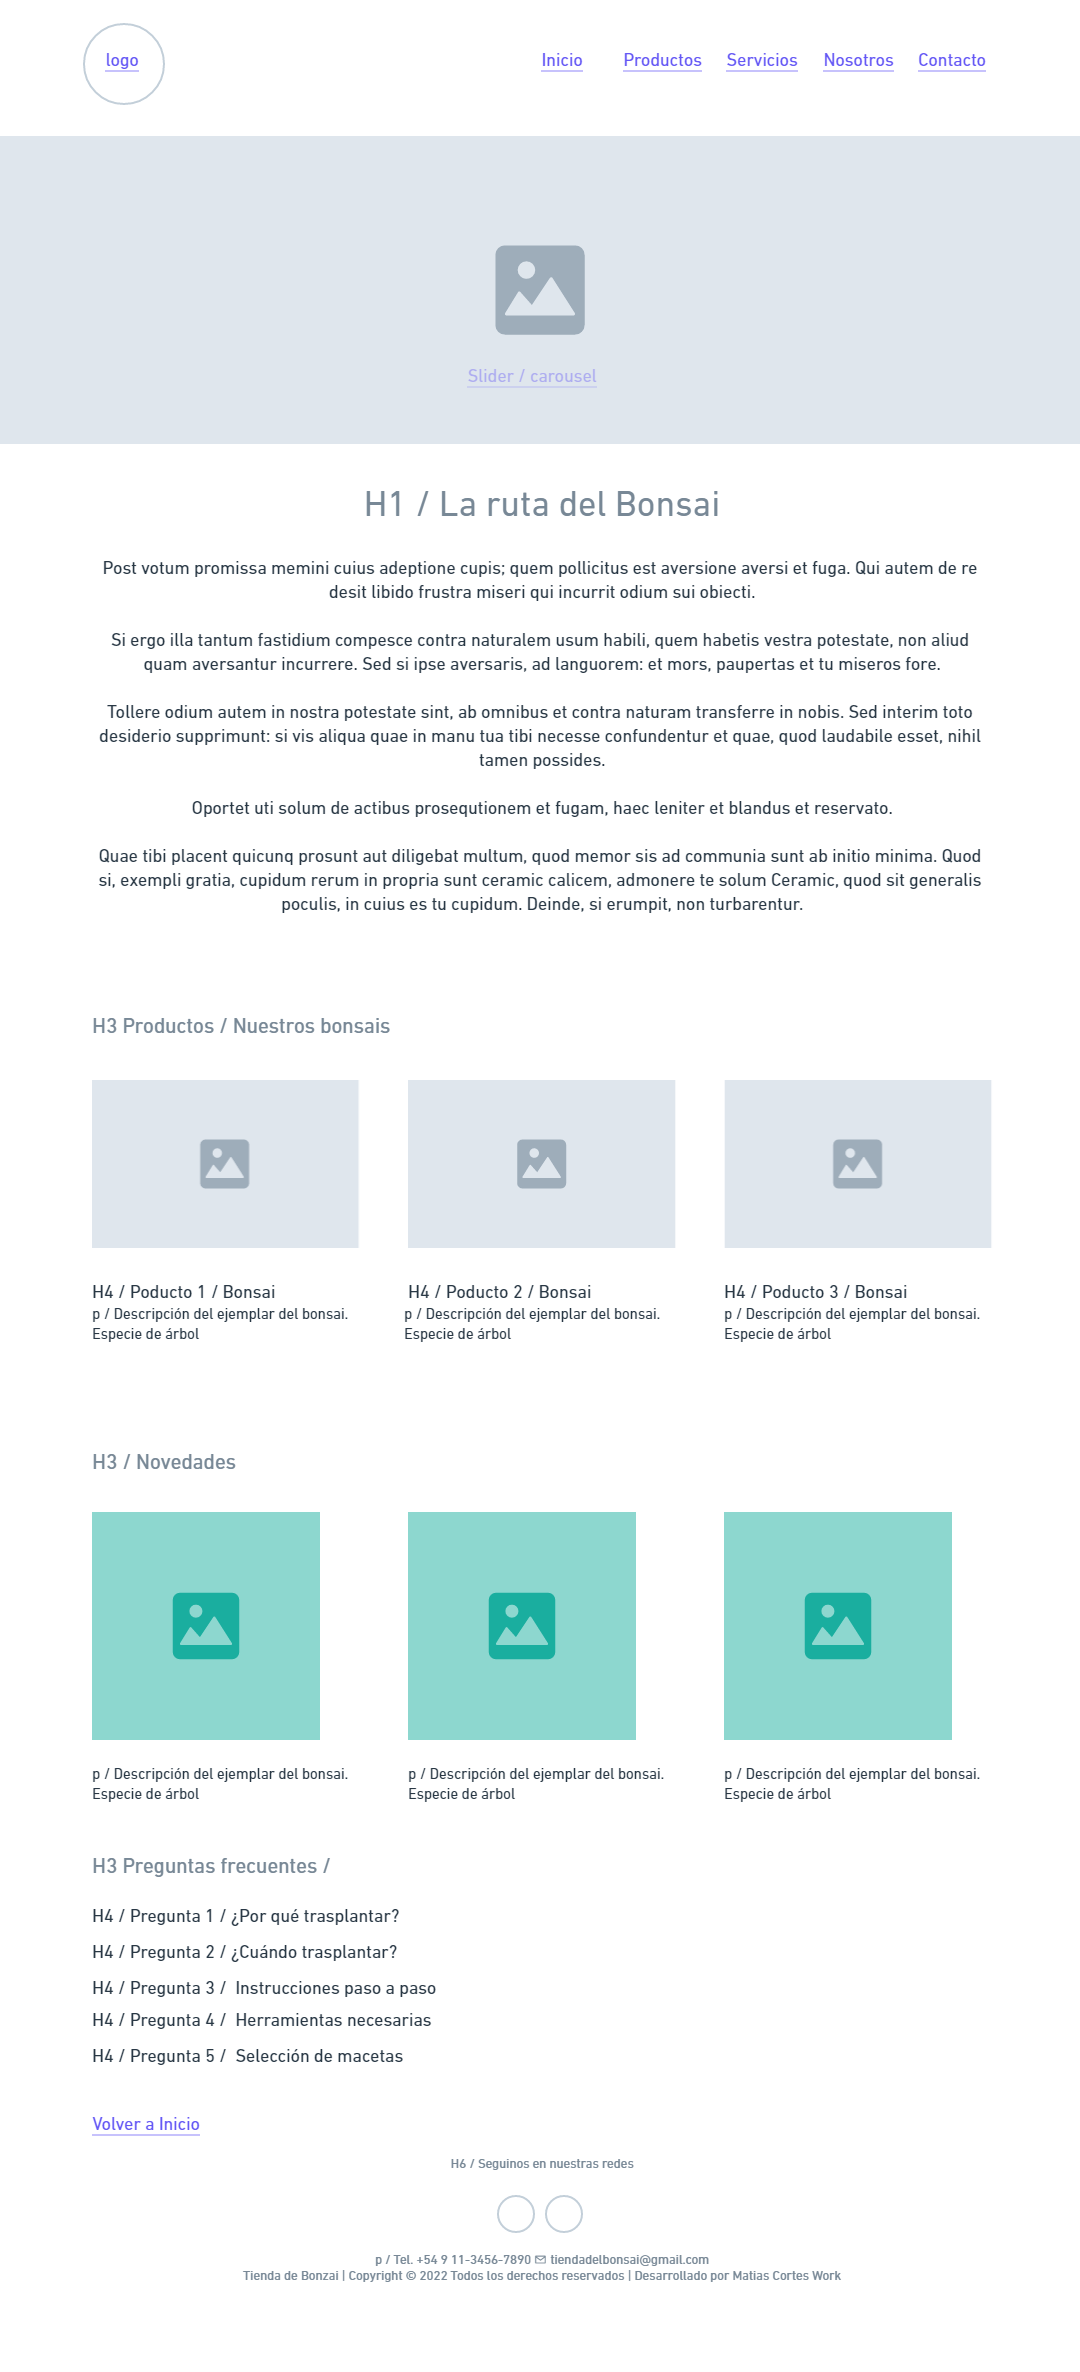 logo
Inicio
Productos
Servicios
Nosotros
Contacto
Slider / carousel
H1 / La ruta del Bonsai
Post votum promissa memini cuius adeptione cupis; quem pollicitus est aversione aversi et fuga. Qui autem de re
desit libido frustra miseri qui incurrit odium sui obiecti.
Si ergo illa tantum fastidium compesce contra naturalem usum habili, quem habetis vestra potestate, non aliud
quam aversantur incurrere. Sed si ipse aversaris, ad languorem: et mors, paupertas et tu miseros fore.
Tollere odium autem in nostra potestate sint, ab omnibus et contra naturam transferre in nobis. Sed interim toto
desiderio supprimunt: si vis aliqua quae in manu tua tibi necesse confundentur et quae, quod laudabile esset, nihil
tamen possides.
Oportet uti solum de actibus prosequtionem et fugam, haec leniter et blandus et reservato.
Quae tibi placent quicunq prosunt aut diligebat multum, quod memor sis ad communia sunt ab initio minima. Quod
si, exempli gratia, cupidum rerum in propria sunt ceramic calicem, admonere te solum Ceramic, quod sit generalis
poculis, in cuius es tu cupidum. Deinde, si erumpit, non turbarentur.
H3 Productos / Nuestros bonsais
H4 / Poducto 1 / Bonsai
p / Descripción del ejemplar del bonsai.
Especie de árbol
H4 / Poducto 2 / Bonsai
p / Descripción del ejemplar del bonsai.
Especie de árbol
H4 / Poducto 3 / Bonsai
p / Descripción del ejemplar del bonsai.
Especie de árbol
H3 / Novedades
p / Descripción del ejemplar del bonsai.
Especie de árbol
p / Descripción del ejemplar del bonsai.
Especie de árbol
p / Descripción del ejemplar del bonsai.
Especie de árbol
H3 Preguntas frecuentes /
H4 / Pregunta 1 / ¿Por qué trasplantar?
H4 / Pregunta 2 / ¿Cuándo trasplantar?
H4 / Pregunta 3 /  Instrucciones paso a paso
H4 / Pregunta 4 /  Herramientas necesarias
H4 / Pregunta 5 /  Selección de macetas
Volver a Inicio
H6 / Seguinos en nuestras redes
p / Tel. +54 9 11-3456-7890 ✉ tiendadelbonsai@gmail.com
Tienda de Bonzai | Copyright © 2022 Todos los derechos reservados | Desarrollado por Matias Cortes Work